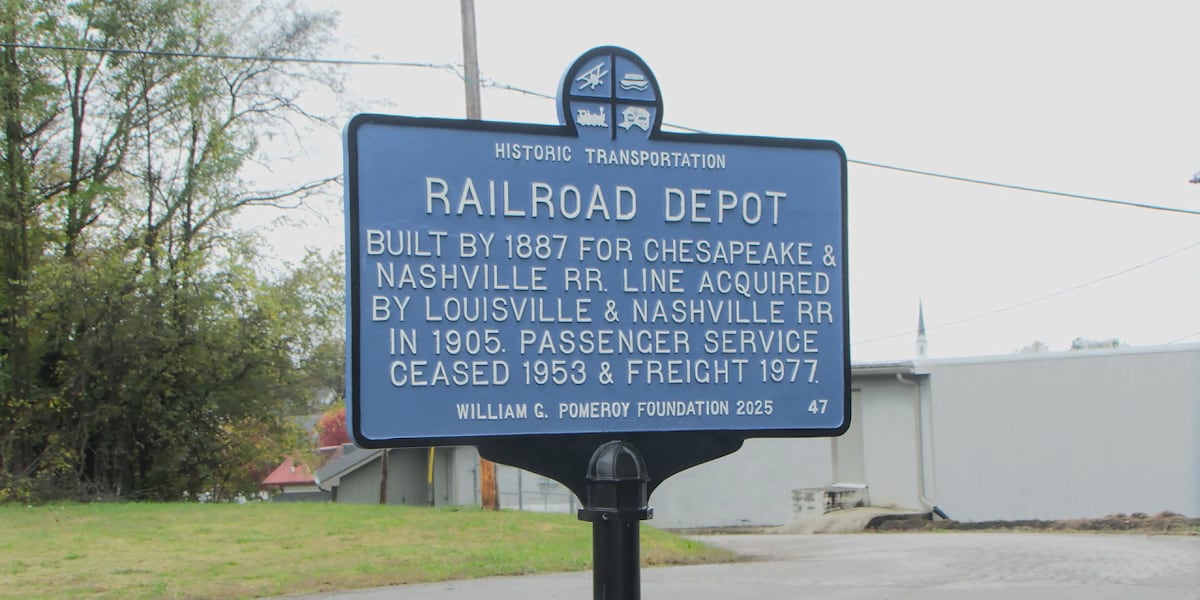 HISTORIC TRANSPORTATION
RAILROAD DEPOT
BUILT BY 1887 FOR CHESAPEAKE &
NASHVILLE RR. LINE ACQUIRED
BY LOUISVILLE & NASHVILLE RR
IN 1905. PASSENGER SERVICE
CEASED 1953 & FREIGHT 1977.
WILLIAM G. POMEROY FOUNDATION 2025 47